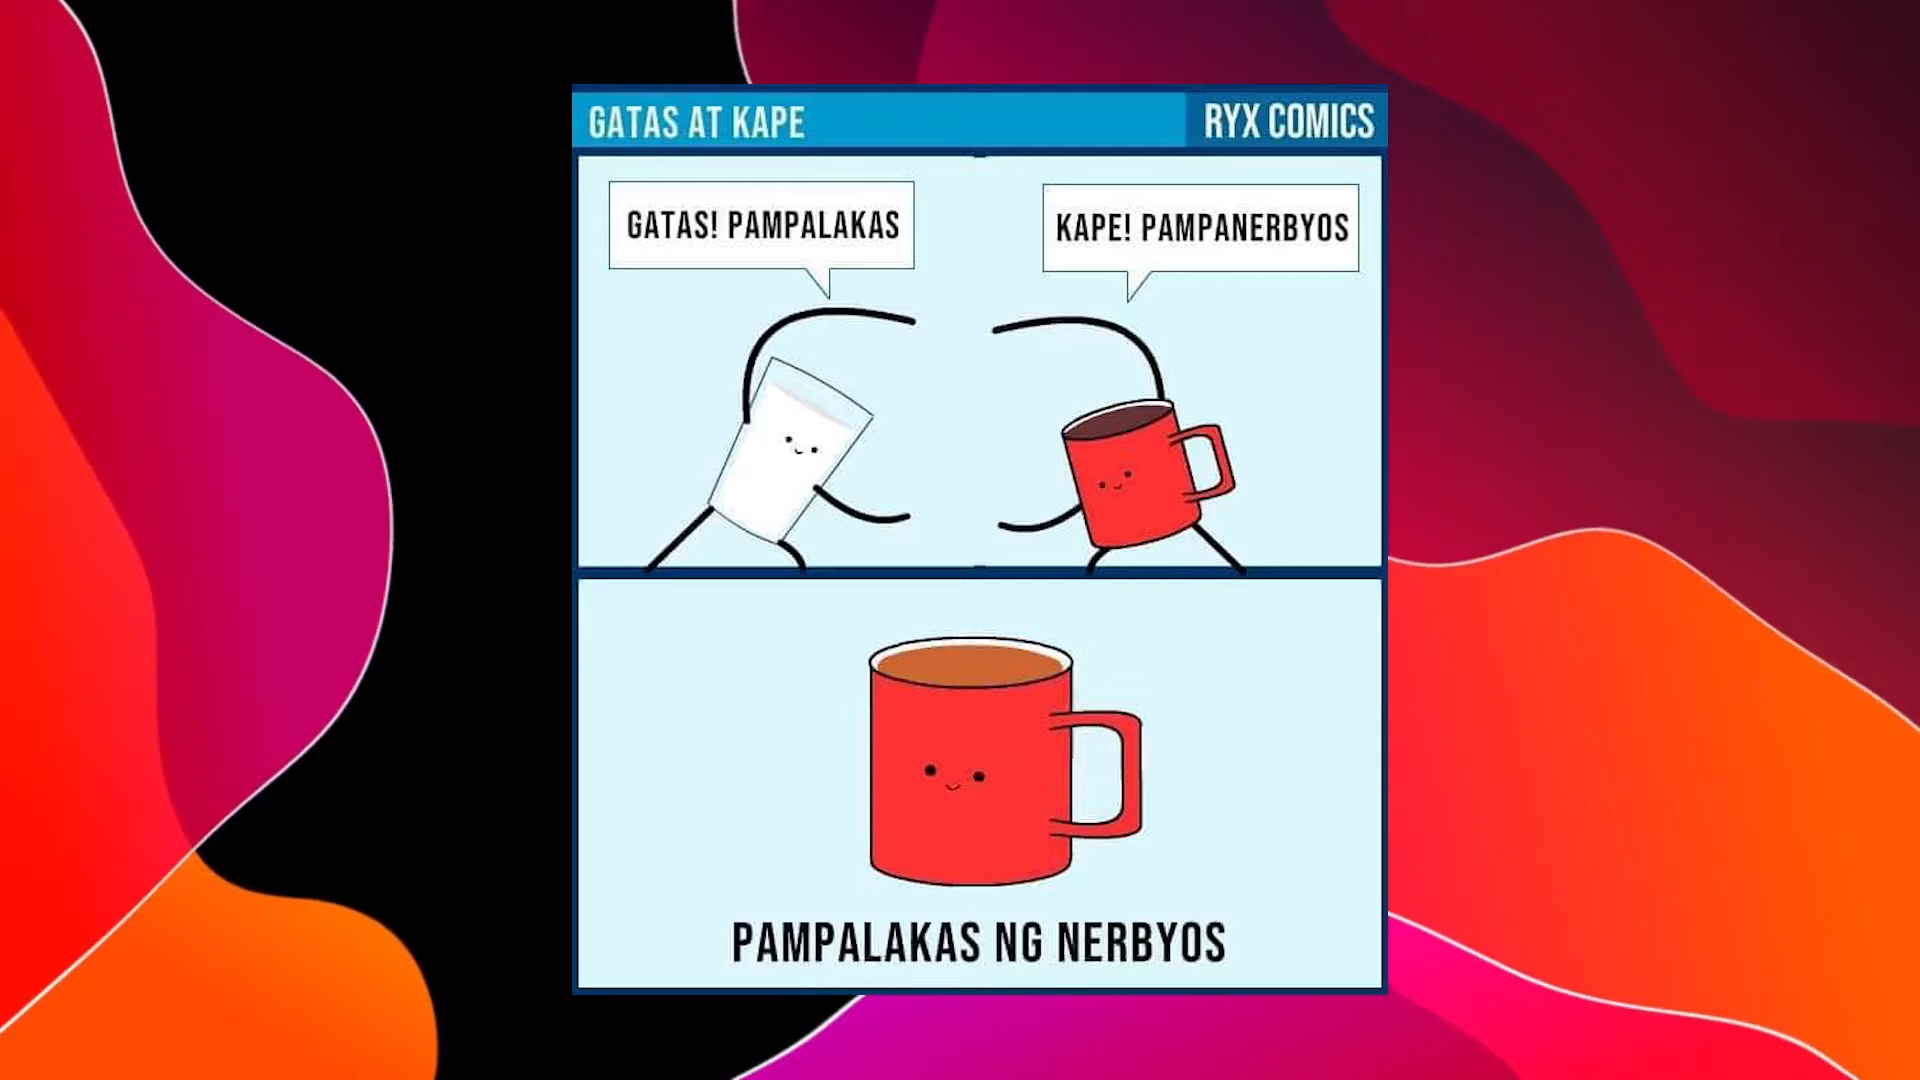 GATAS AT KAPE
RYX COMICS
GATAS! PAMPALAKAS
KAPE! PAMPANERBYOS
PAMPALAKAS NG NERBYOS